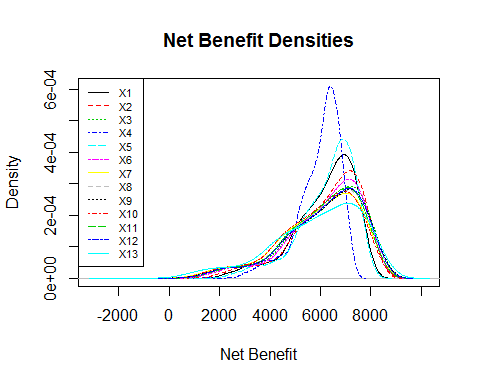 Net Benefit Densities
Density
6e-04
4e-04
2e-04
0e+00
X1
X2
X3
X4
X5
X6
X7
X8
X9
X10
X11
X12
X13
-2000 0 2000 4000 6000 8000
Net Benefit